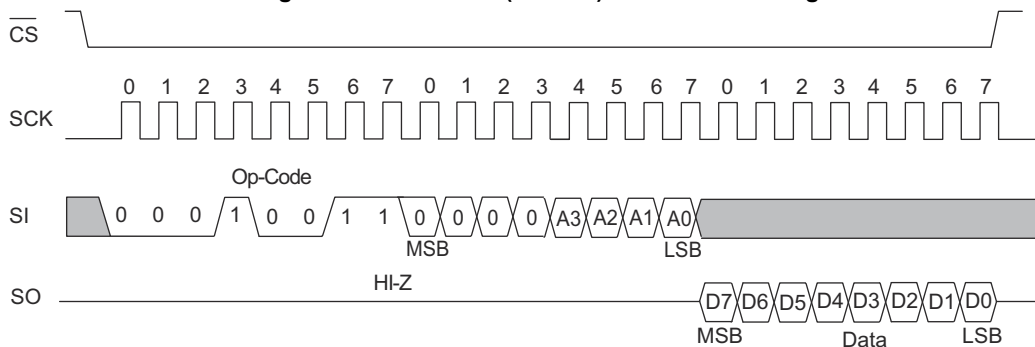 CS
0 1 2 3 4 5 6 7 0 1 2 3 4 5 6 7 0 1 2 3 4 5 6 7
SCK
Op-Code
SI 0 0 0 1 0 0 1 1 0 0 0 0 A3 A2 A1 A0
MSB LSB
HI-Z
SO D7 D6 D5 D4 D3 D2 D1 D0
MSB Data LSB